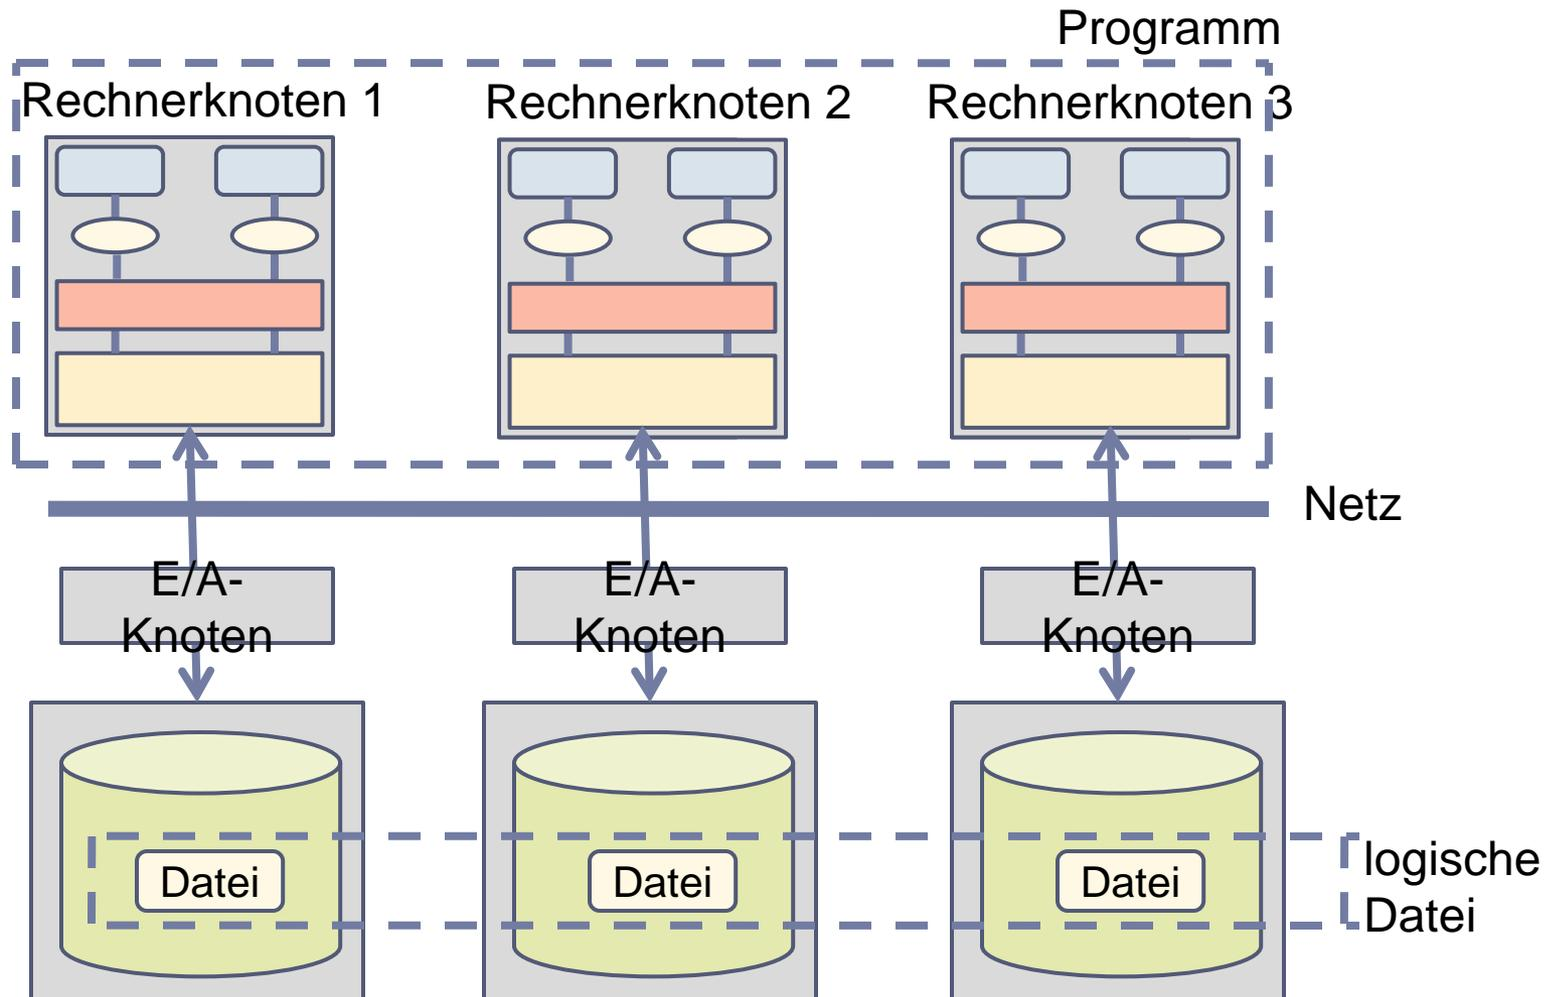 Programm
Rechnerknoten 1
Rechnerknoten 2
Rechnerknoten 3
Netz
E/A-
Knoten
E/A-
Knoten
E/A-
Knoten
Datei
Datei
Datei
logische
Datei